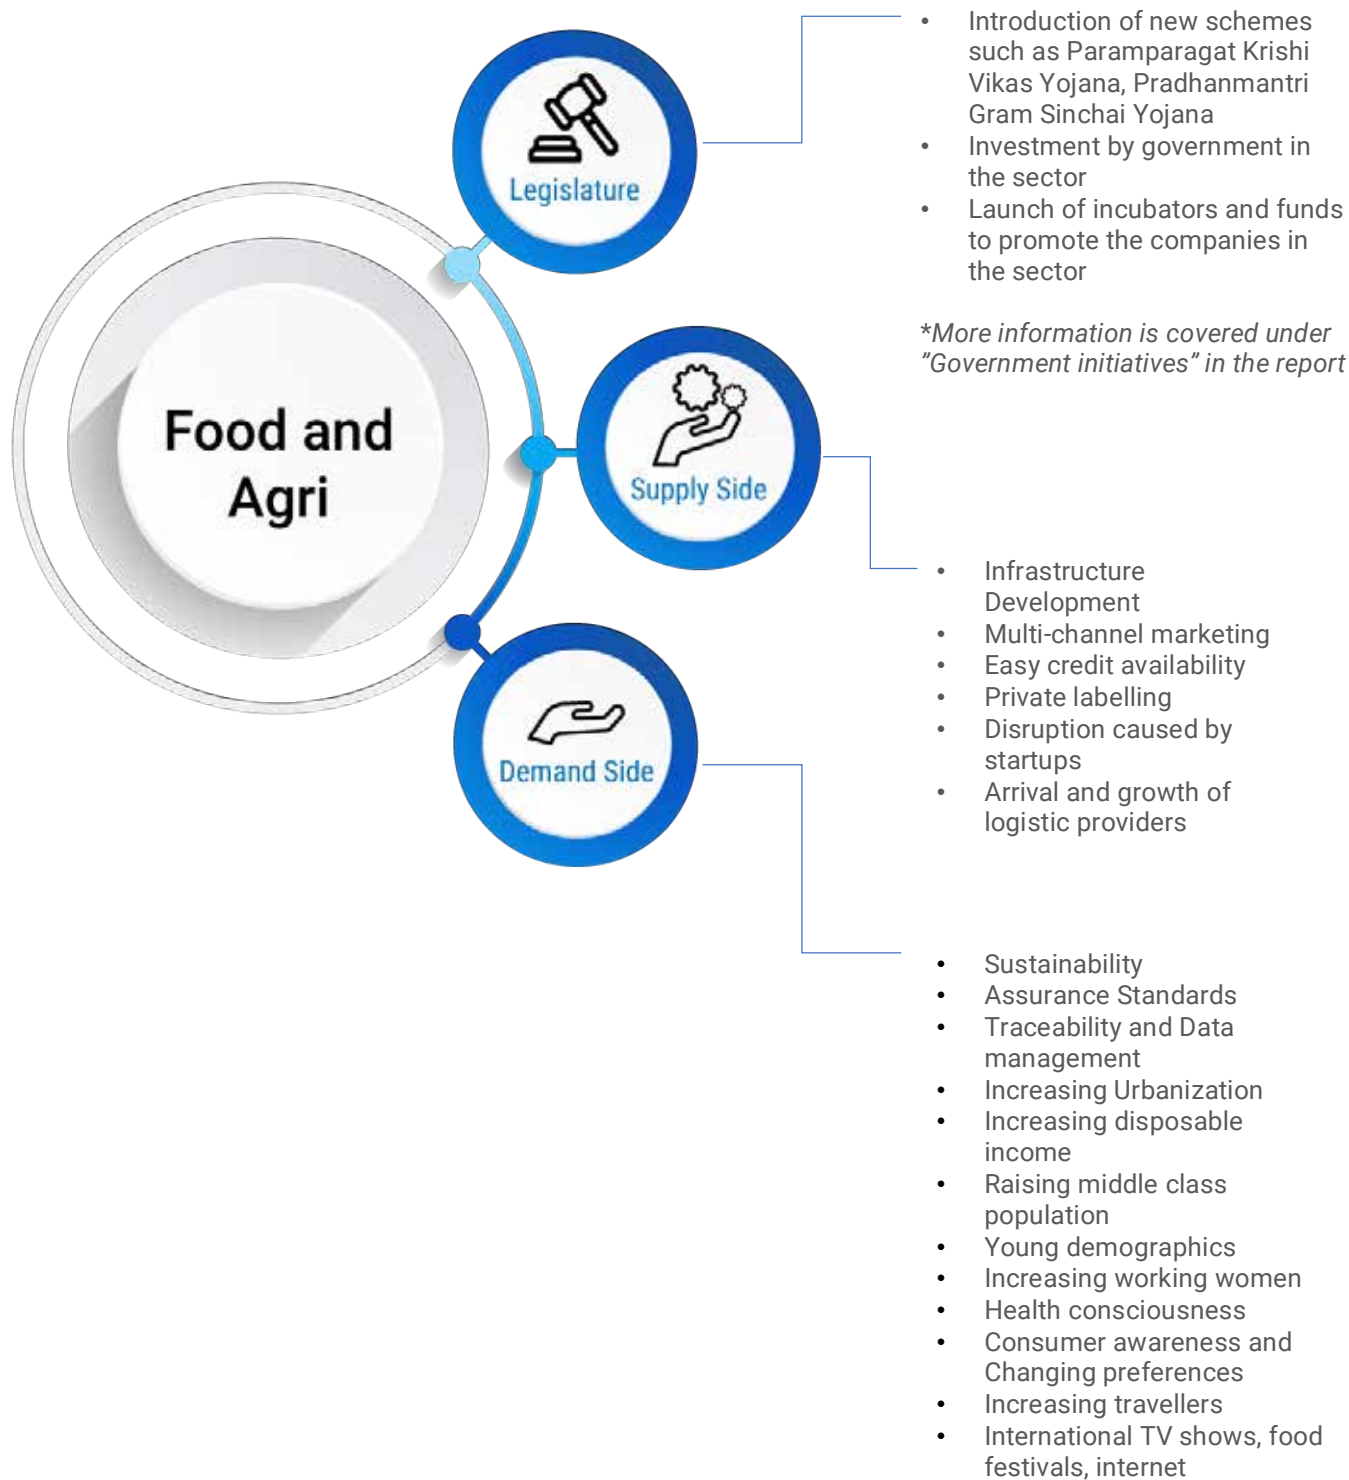 Food and
Agri
Legislature
• Introduction of new schemes
such as Paramparagat Krishi
Vikas Yojana, Pradhanmantri
Gram Sinchai Yojana
• Investment by government in
the sector
• Launch of incubators and funds
to promote the companies in
the sector
*More information is covered under
”Government initiatives” in the report
Supply Side
• Infrastructure
Development
• Multi-channel marketing
• Easy credit availability
• Private labelling
• Disruption caused by
startups
• Arrival and growth of
logistic providers
Demand Side
• Sustainability
• Assurance Standards
• Traceability and Data
management
• Increasing Urbanization
• Increasing disposable
income
• Raising middle class
population
• Young demographics
• Increasing working women
• Health consciousness
• Consumer awareness and
Changing preferences
• Increasing travellers
• International TV shows, food
festivals, internet